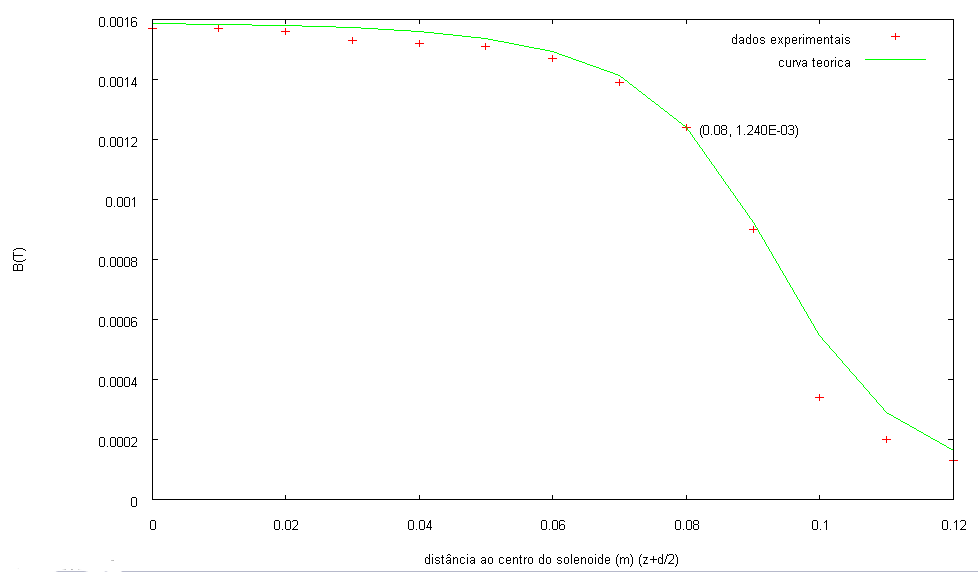 0.0016
0.0014
0.0012
0.001
0.0008
0.0006
0.0004
0.0002
0
B(T)
dados experimentais
curva teorica
(0.08, 1.240E-03)
0 0.02 0.04 0.06 0.08 0.1 0.12
distância ao centro do solenoide (m) (z+d/2)